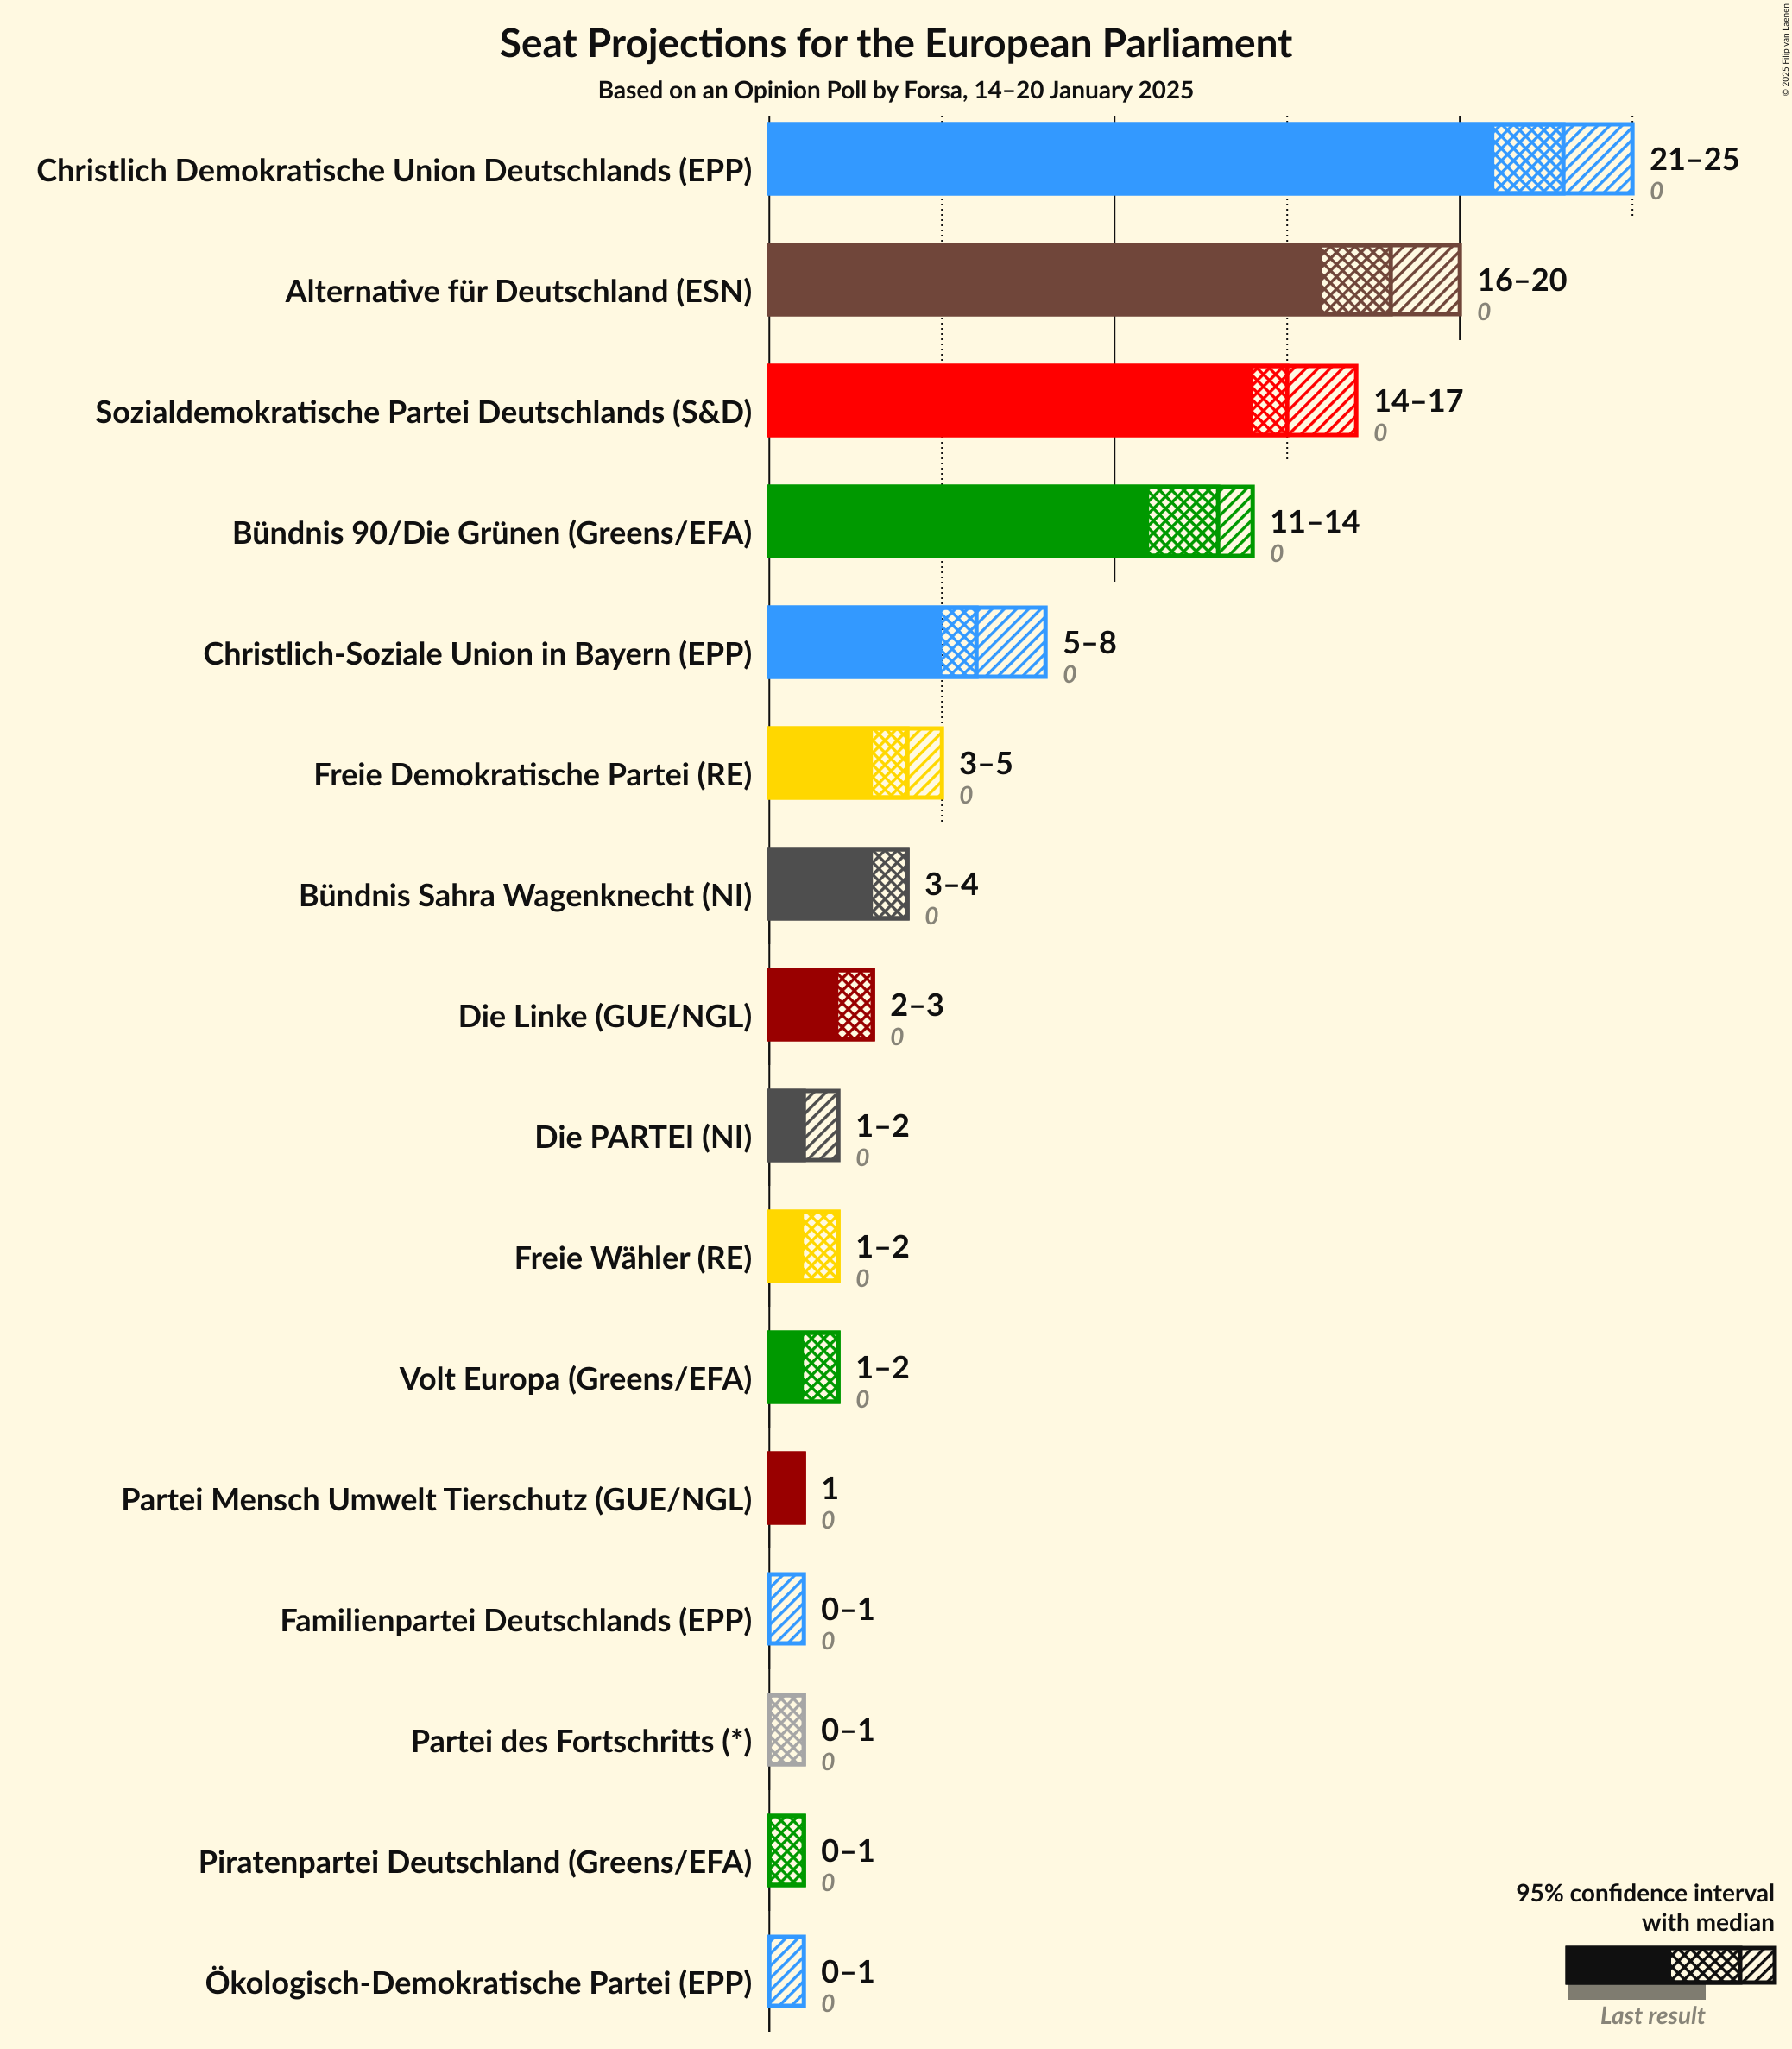 Seat Projections for the European Parliament
Based on an Opinion Poll by Forsa, 14–20 January 2025
© 2025 Filip van Laenen
Christlich Demokratische Union Deutschlands (EPP)
21–25
0
Alternative für Deutschland (ESN)
16–20
0
Sozialdemokratische Partei Deutschlands (S&D)
14–17
0
Bündnis 90/Die Grünen (Greens/EFA)
11–14
0
Christlich-Soziale Union in Bayern (EPP)
5–8
0
Freie Demokratische Partei (RE)
3–5
0
Bündnis Sahra Wagenknecht (NI)
3–4
0
Die Linke (GUE/NGL)
2–3
0
Die PARTEI (NI)
1–2
0
Freie Wähler (RE)
1–2
0
Volt Europa (Greens/EFA)
1–2
0
Partei Mensch Umwelt Tierschutz (GUE/NGL)
1
0
Familienpartei Deutschlands (EPP)
0–1
0
Partei des Fortschritts (*)
0–1
0
Piratenpartei Deutschland (Greens/EFA)
0–1
0
Ökologisch-Demokratische Partei (EPP)
0–1
0
95% confidence interval
with median
Last result